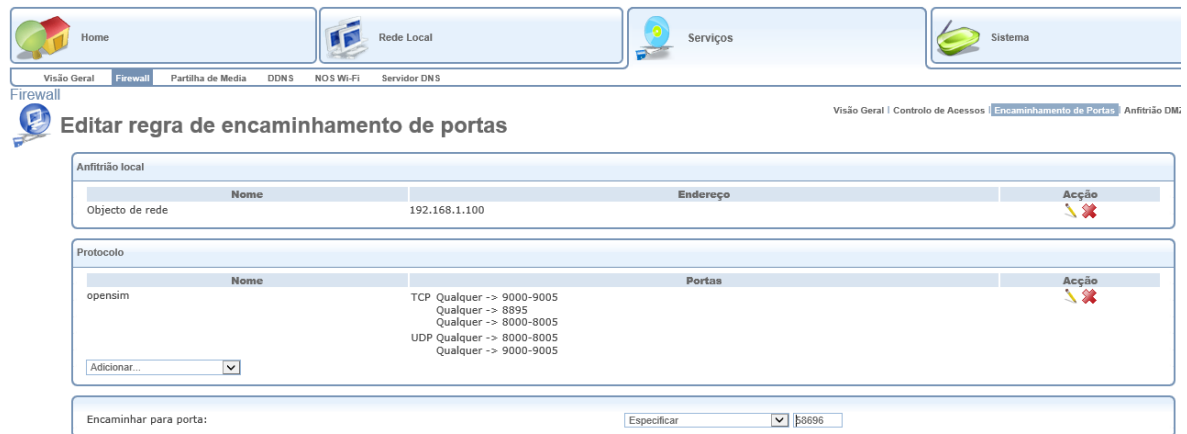 Home
Rede Local
Serviços
Sistema
Visão Geral Firewall Partilha de Media DDNS NOS Wi-Fi Servidor DNS
Firewall
Visão Geral | Controlo de Acessos | Encaminhamento de Portas | Anfitrião DMZ
Editar regra de encaminhamento de portas
Anfitrião local
Nome Endereço Acção
Objecto de rede 192.168.1.100
Protocolo
Nome Portas Acção
opensim TCP Qualquer -> 9000-9005
Qualquer -> 8895
Qualquer -> 8000-8005
UDP Qualquer -> 8000-8005
Qualquer -> 9000-9005
Adicionar...
Encaminhar para porta: Especificar 58696